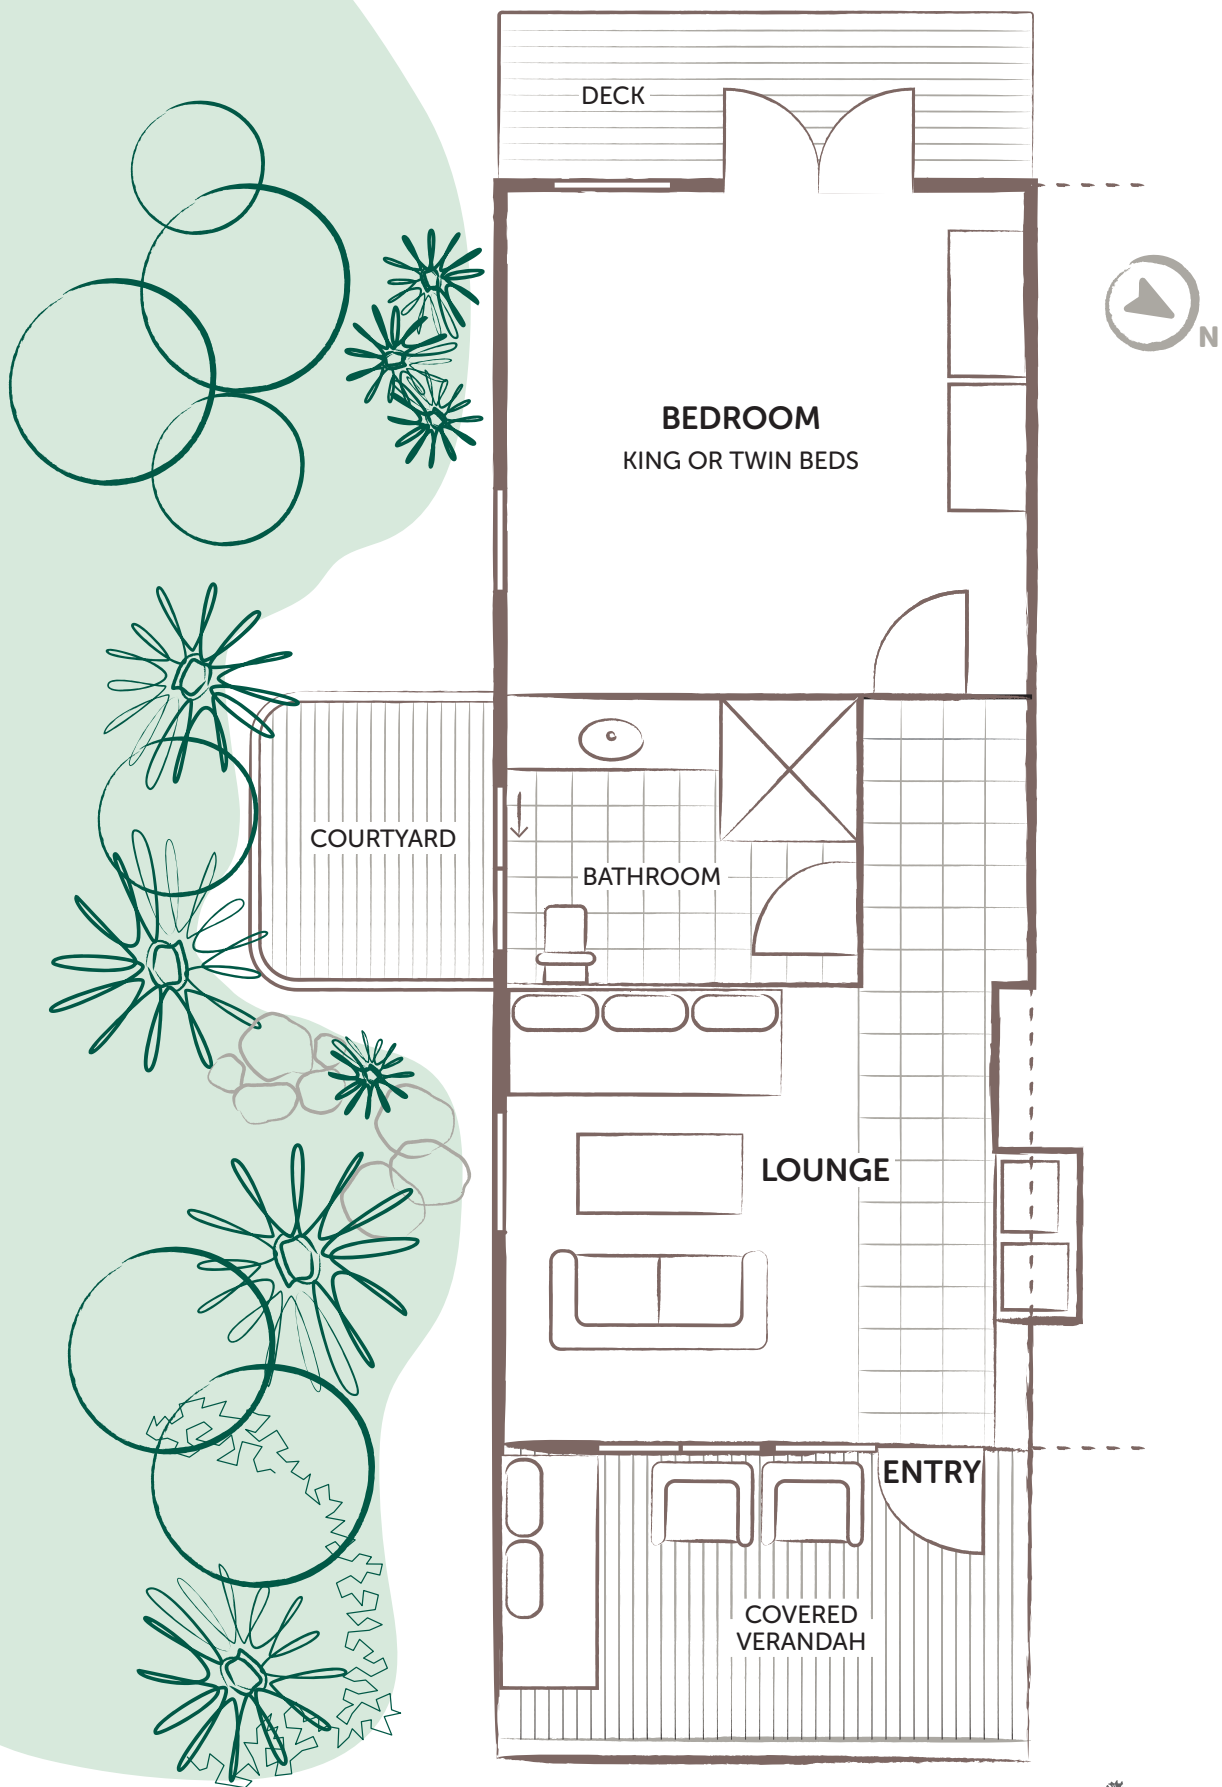 DECK
N
BEDROOM
KING OR TWIN BEDS
COURTYARD
BATHROOM
LOUNGE
ENTRY
COVERED
VERANDAH